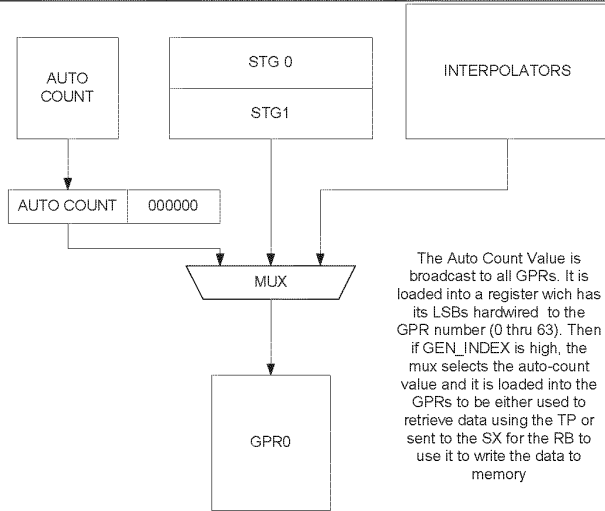 AUTO
COUNT
STG 0
STG1
INTERPOLATORS
AUTO COUNT
000000
MUX
GPR0
The Auto Count Value is
broadcast to all GPRs. It is
loaded into a register wich has
its LSBs hardwired to the
GPR number (0 thru 63). Then
if GEN_INDEX is high, the
mux selects the auto-count
value and it is loaded into the
GPRs to be either used to
retrieve data using the TP or
sent to the SX for the RB to
use it to write the data to
memory